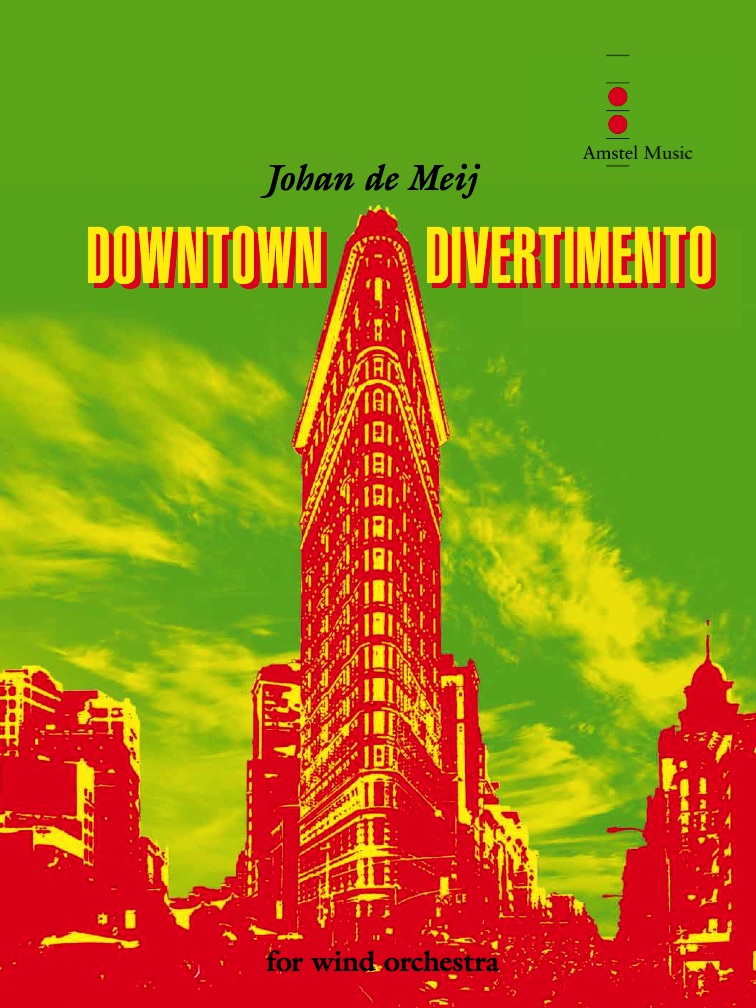 Amstel Music
Johan de Meij
DOWNTOWN DIVERTIMENTO
for wind orchestra